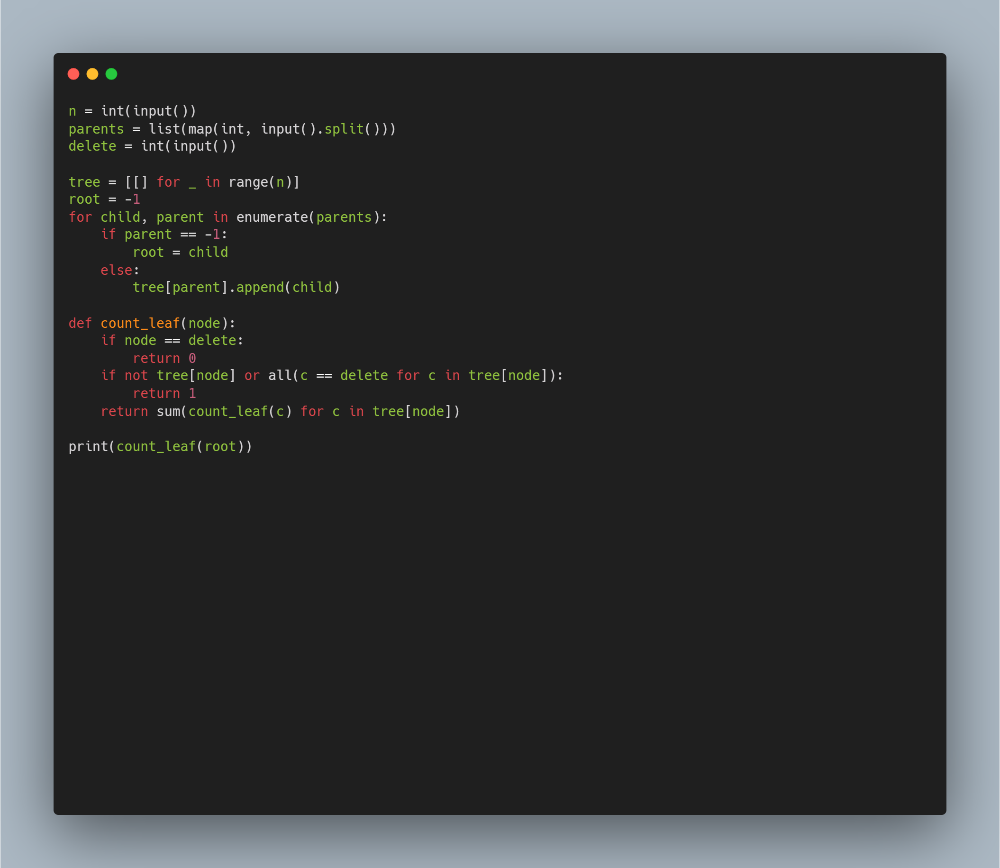 n = int(input())
parents = list(map(int, input().split()))
delete = int(input())

tree = [[] for _ in range(n)]
root = -1
for child, parent in enumerate(parents):
    if parent == -1:
        root = child
    else:
        tree[parent].append(child)

def count_leaf(node):
    if node == delete:
        return 0
    if not tree[node] or all(c == delete for c in tree[node]):
        return 1
    return sum(count_leaf(c) for c in tree[node])

print(count_leaf(root))